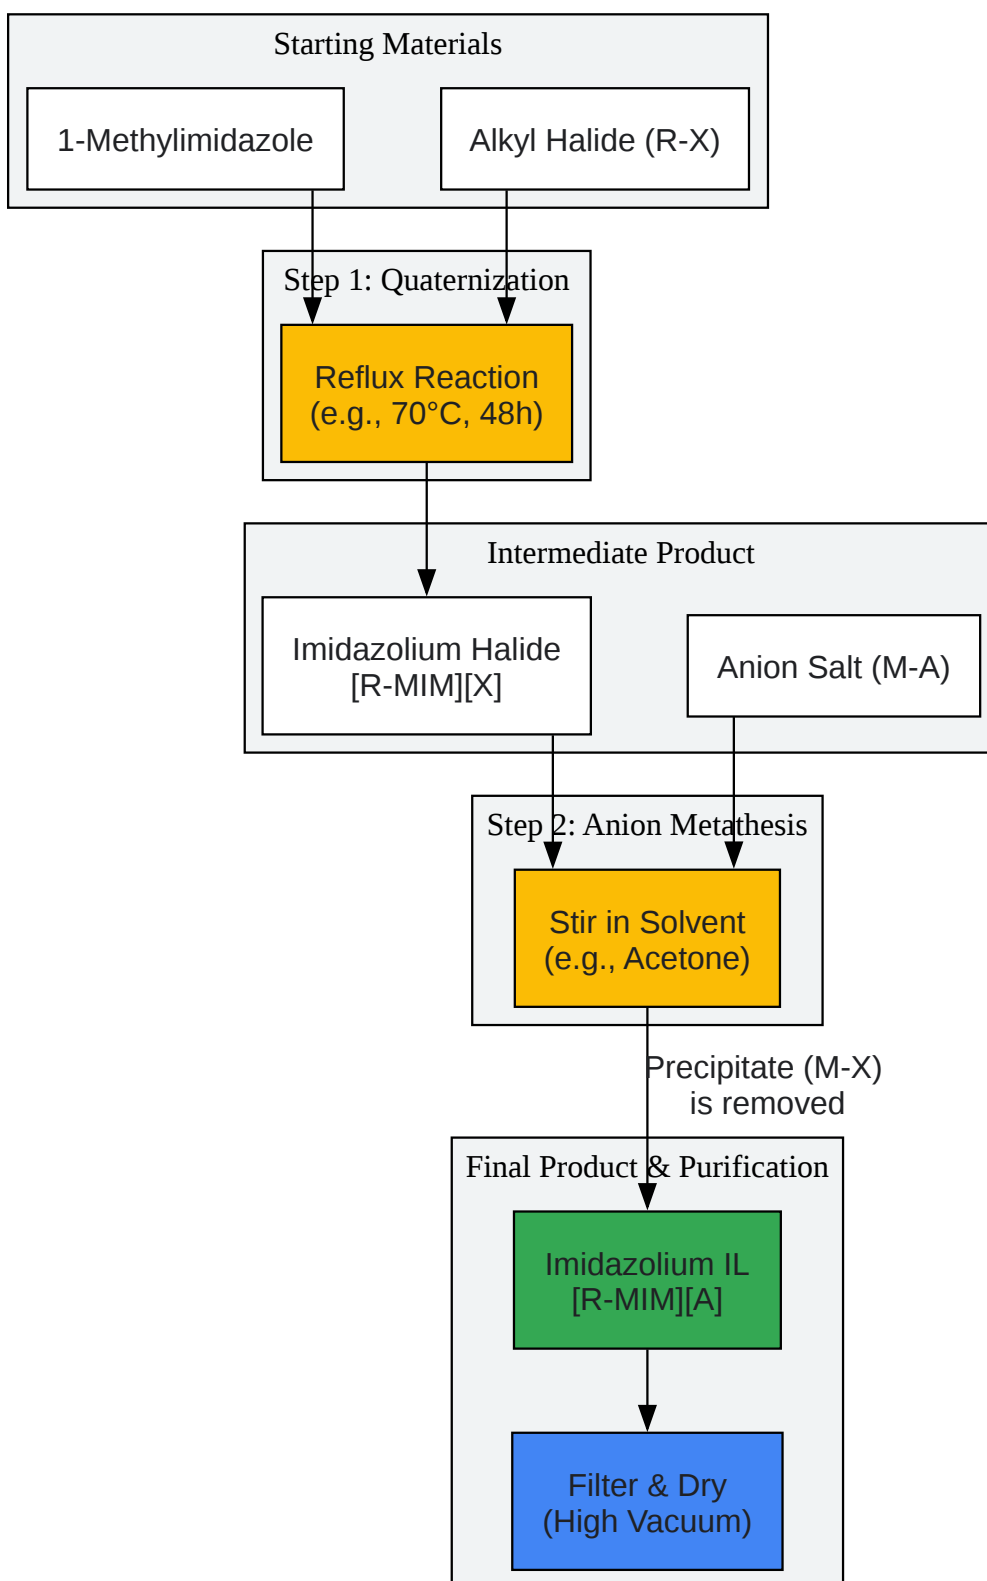 Starting Materials
1-Methylimidazole
Alkyl Halide (R-X)
Step 1: Quaternization
Reflux Reaction
(e.g., 70°C, 48h)
Intermediate Product
Imidazolium Halide
[R-MIM][X]
Anion Salt (M-A)
Step 2: Anion Metathesis
Stir in Solvent
(e.g., Acetone)
Precipitate (M-X)
is removed
Final Product & Purification
Imidazolium IL
[R-MIM][A]
Filter & Dry
(High Vacuum)